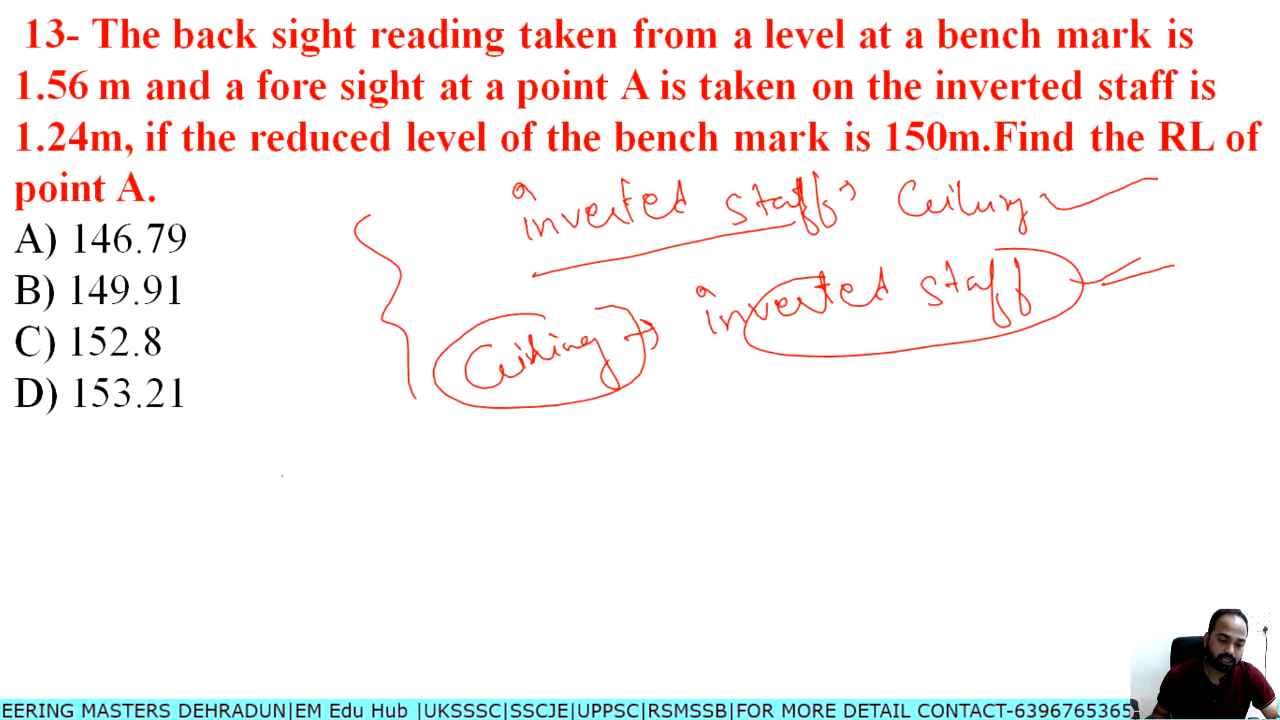 13- The back sight reading taken from a level at a bench mark is
1.56 m and a fore sight at a point A is taken on the inverted staff is
1.24m, if the reduced level of the bench mark is 150m.Find the RL of
point A.
inverted staff Ceiling
A) 146.79
B) 149.91
inverted staff
C) 152.8
Ceiling
D) 153.21
EERING MASTERS DEHRADUN|EM Edu Hub |UKSSSC|SSCJE|UPPSC|RSMSSB|FOR MORE DETAIL CONTACT-6396765365